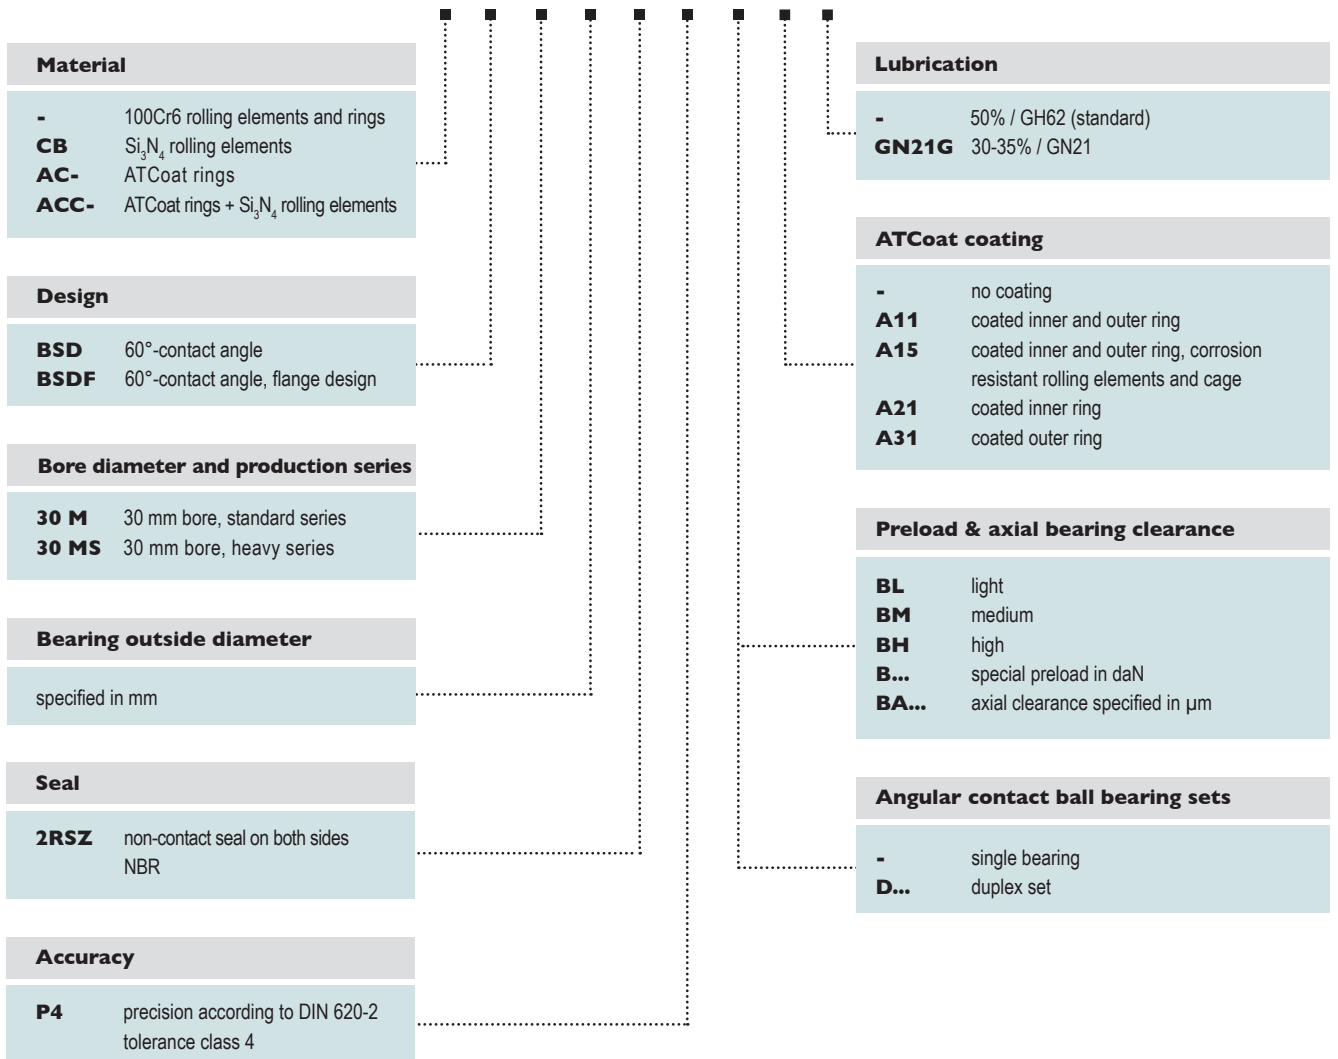 Material
- 100Cr6 rolling elements and rings
CB Si₃N₄ rolling elements
AC- ATCoat rings
ACC- ATCoat rings + Si₃N₄ rolling elements
Design
BSD 60°-contact angle
BSDF 60°-contact angle, flange design
Bore diameter and production series
30 M 30 mm bore, standard series
30 MS 30 mm bore, heavy series
Bearing outside diameter
specified in mm
Seal
2RSZ non-contact seal on both sides
NBR
Accuracy
P4 precision according to DIN 620-2
tolerance class 4
Lubrication
- 50% / GH62 (standard)
GN21G 30-35% / GN21
ATCoat coating
- no coating
A11 coated inner and outer ring
A15 coated inner and outer ring, corrosion
resistant rolling elements and cage
A21 coated inner ring
A31 coated outer ring
Preload & axial bearing clearance
BL light
BM medium
BH high
B... special preload in daN
BA... axial clearance specified in µm
Angular contact ball bearing sets
- single bearing
D... duplex set